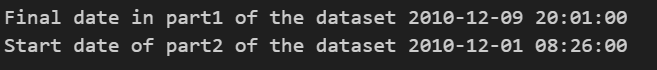 Final date in part1 of the dataset 2010-12-09 20:01:00
Start date of part2 of the dataset 2010-12-01 08:26:00